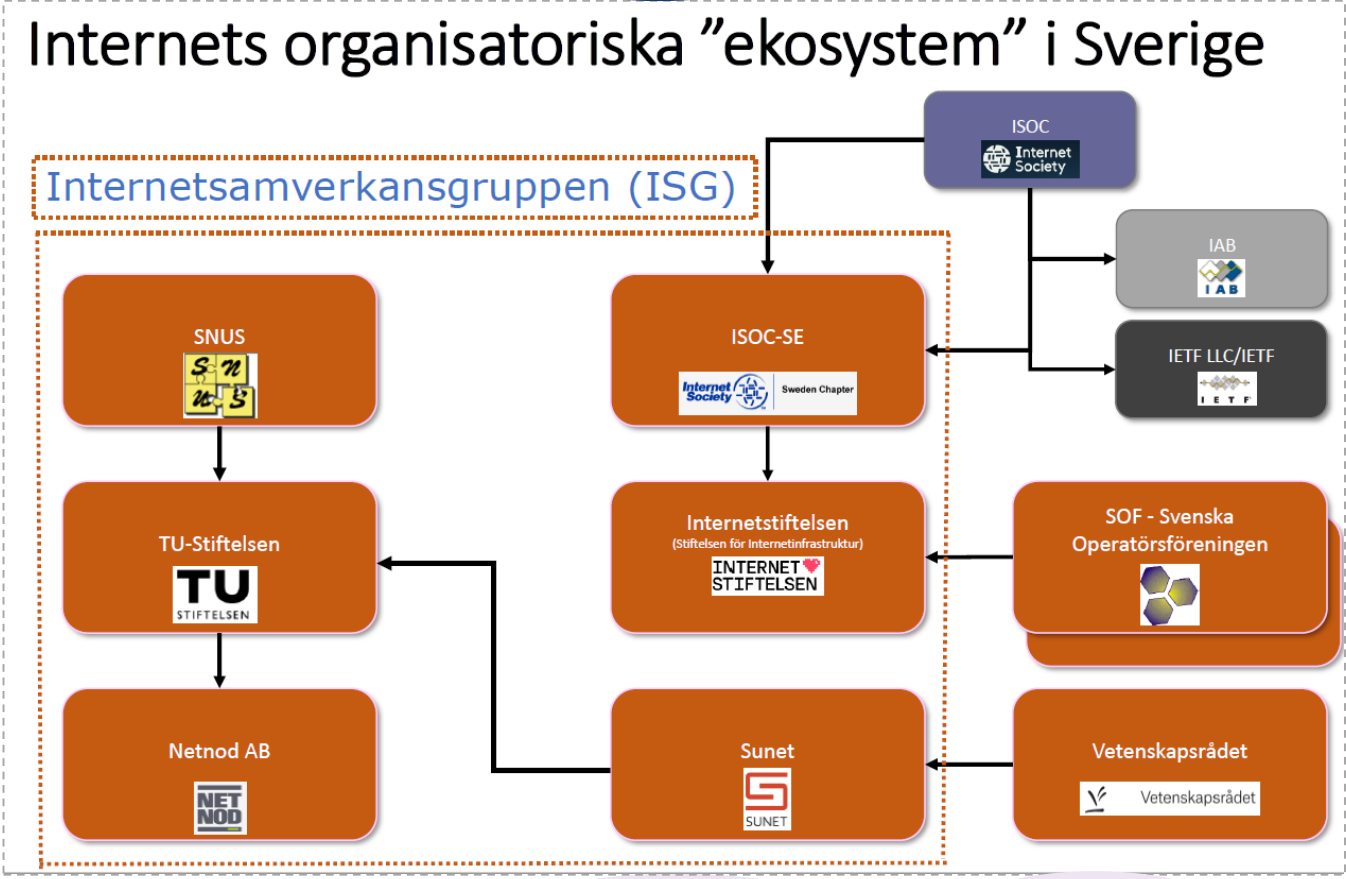 Internets organisatoriska ”ekosystem” i Sverige
ISOC
Internet
Society
Internetsamverkansgruppen (ISG)
IAB
I A B
SNUS
S N
U S
ISOC-SE
Internet
Society
Sweden Chapter
IETF LLC/IETF
I E T F
TU-Stiftelsen
TU
STIFTELSEN
Internetstiftelsen
(Stiftelsen för Internetinfrastruktur)
INTERNET
STIFTELSEN
SOF - Svenska
Operatörsföreningen
Netnod AB
NET
NOD
Sunet
SUNET
Vetenskapsrådet
Vetenskapsrådet